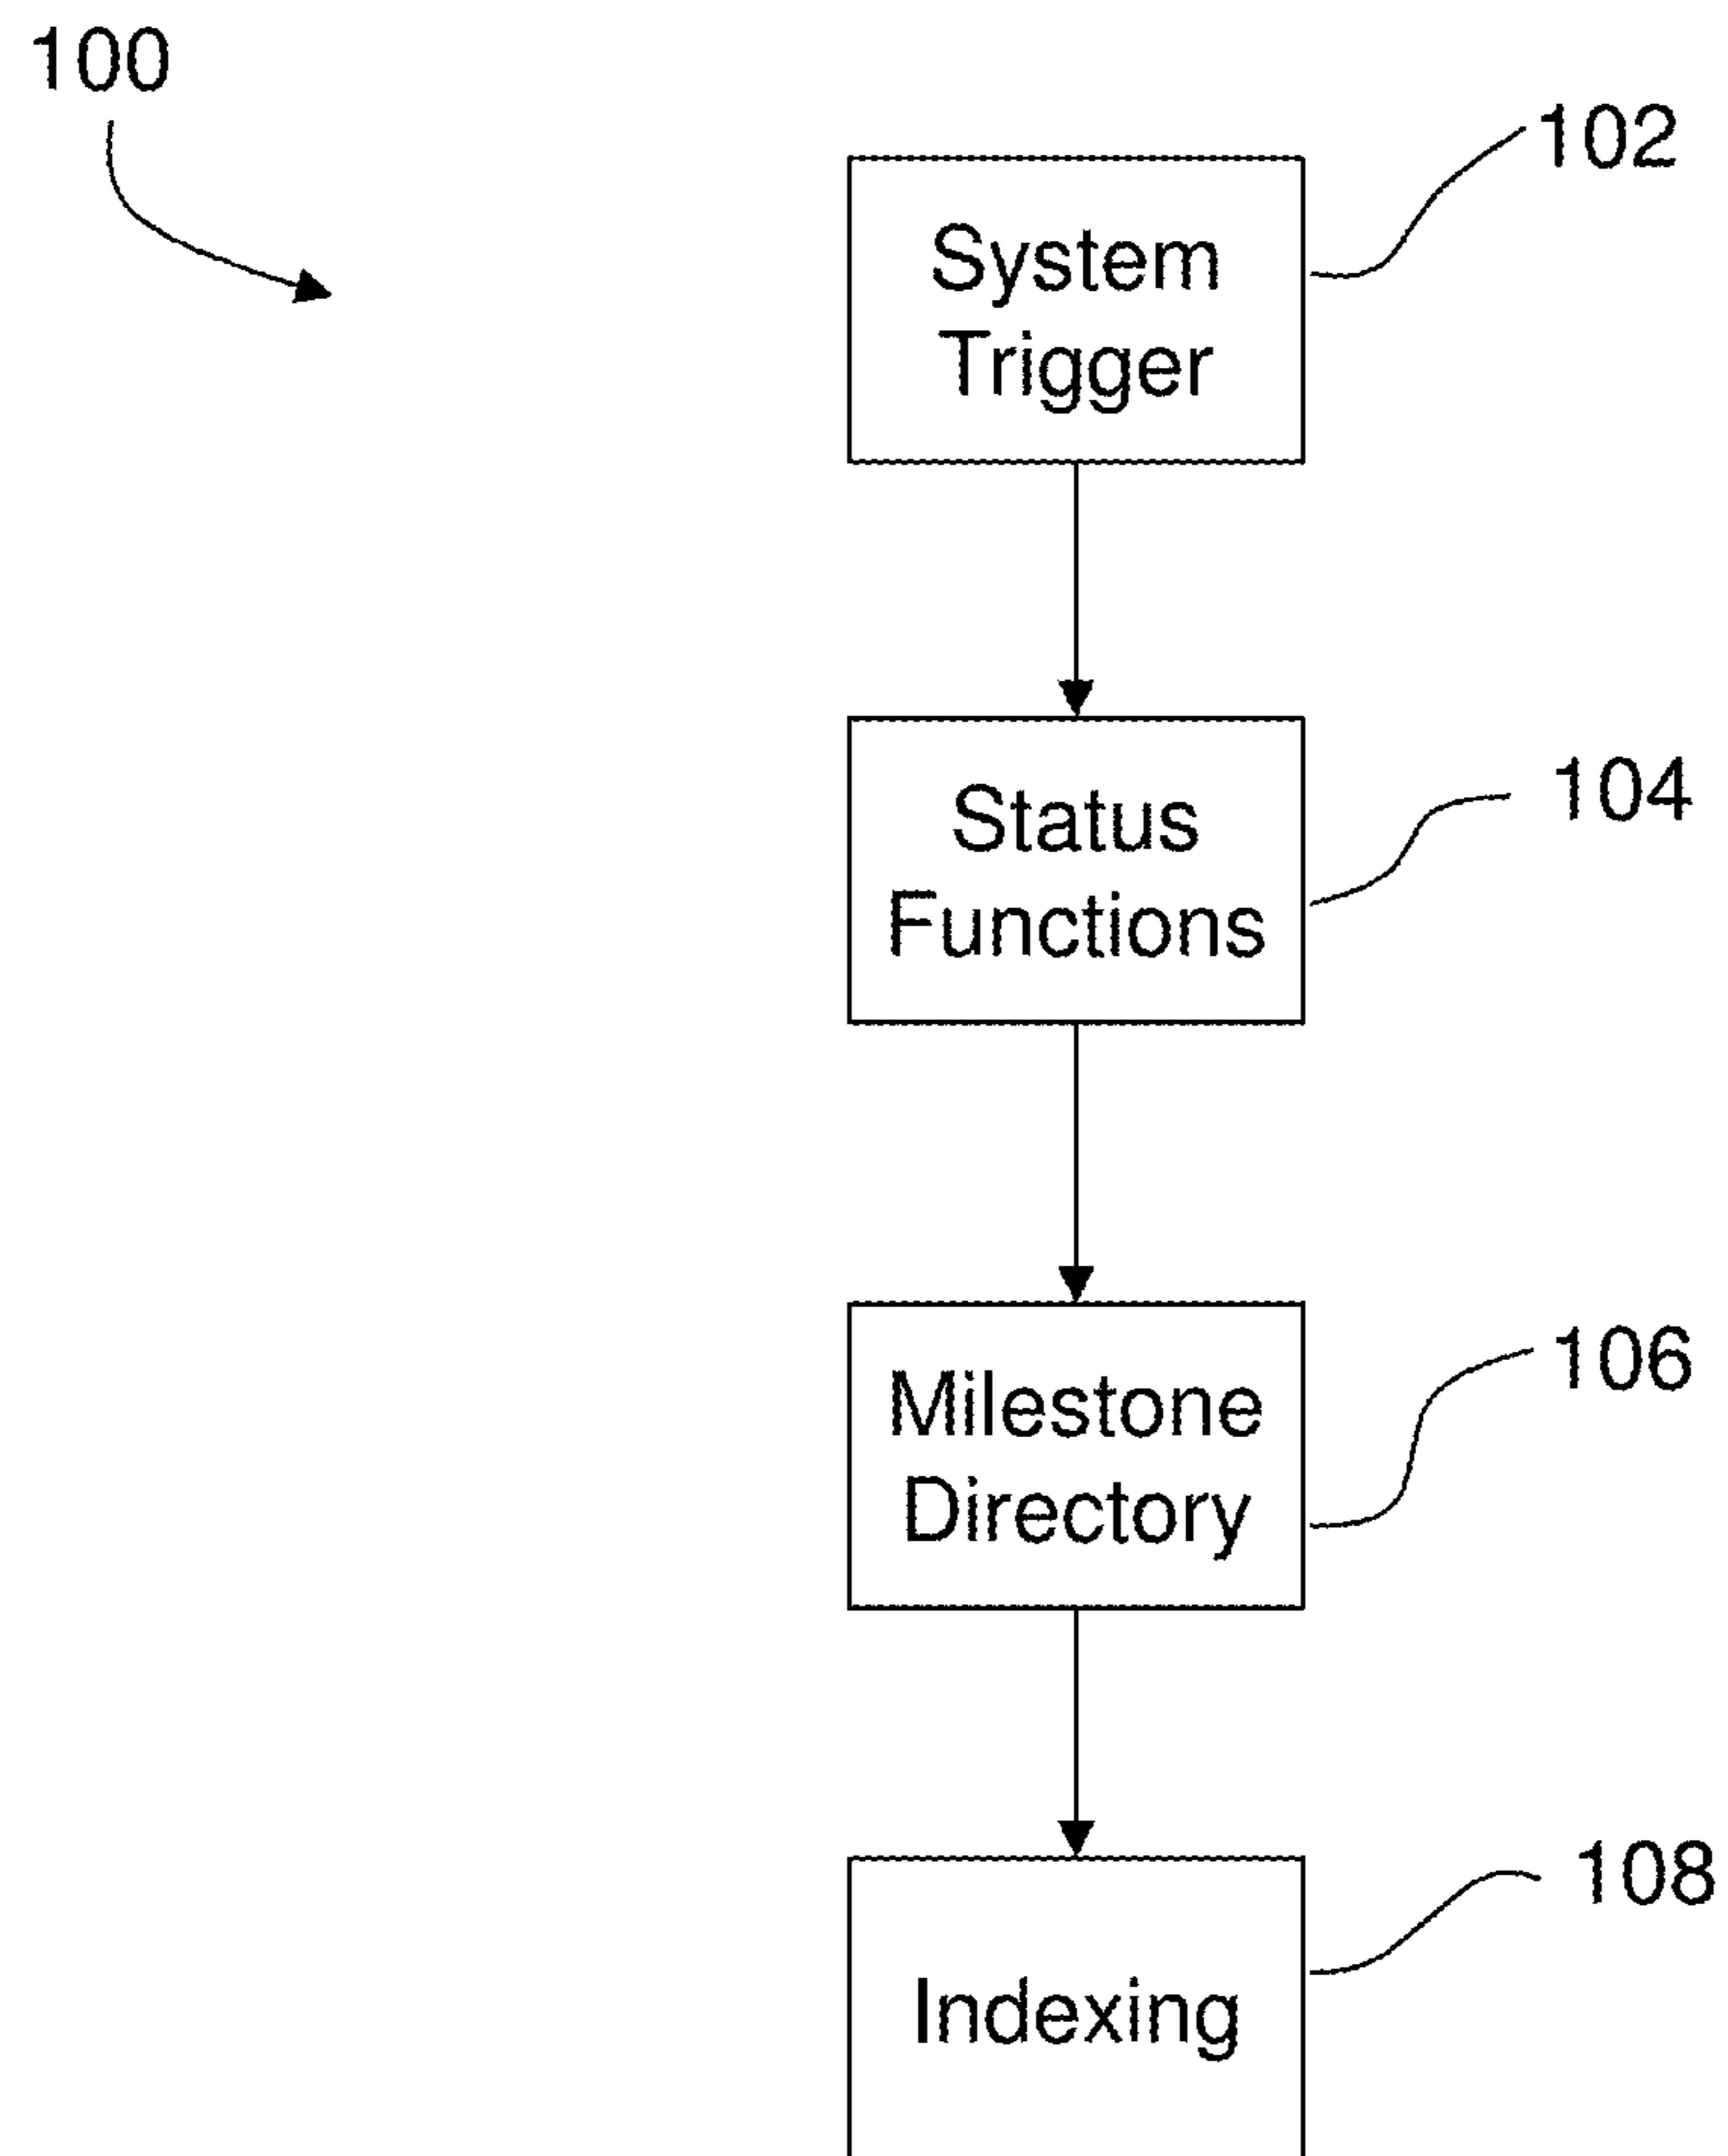 100
102
System
Trigger
104
Status
Functions
106
Milestone
Directory
108
Indexing